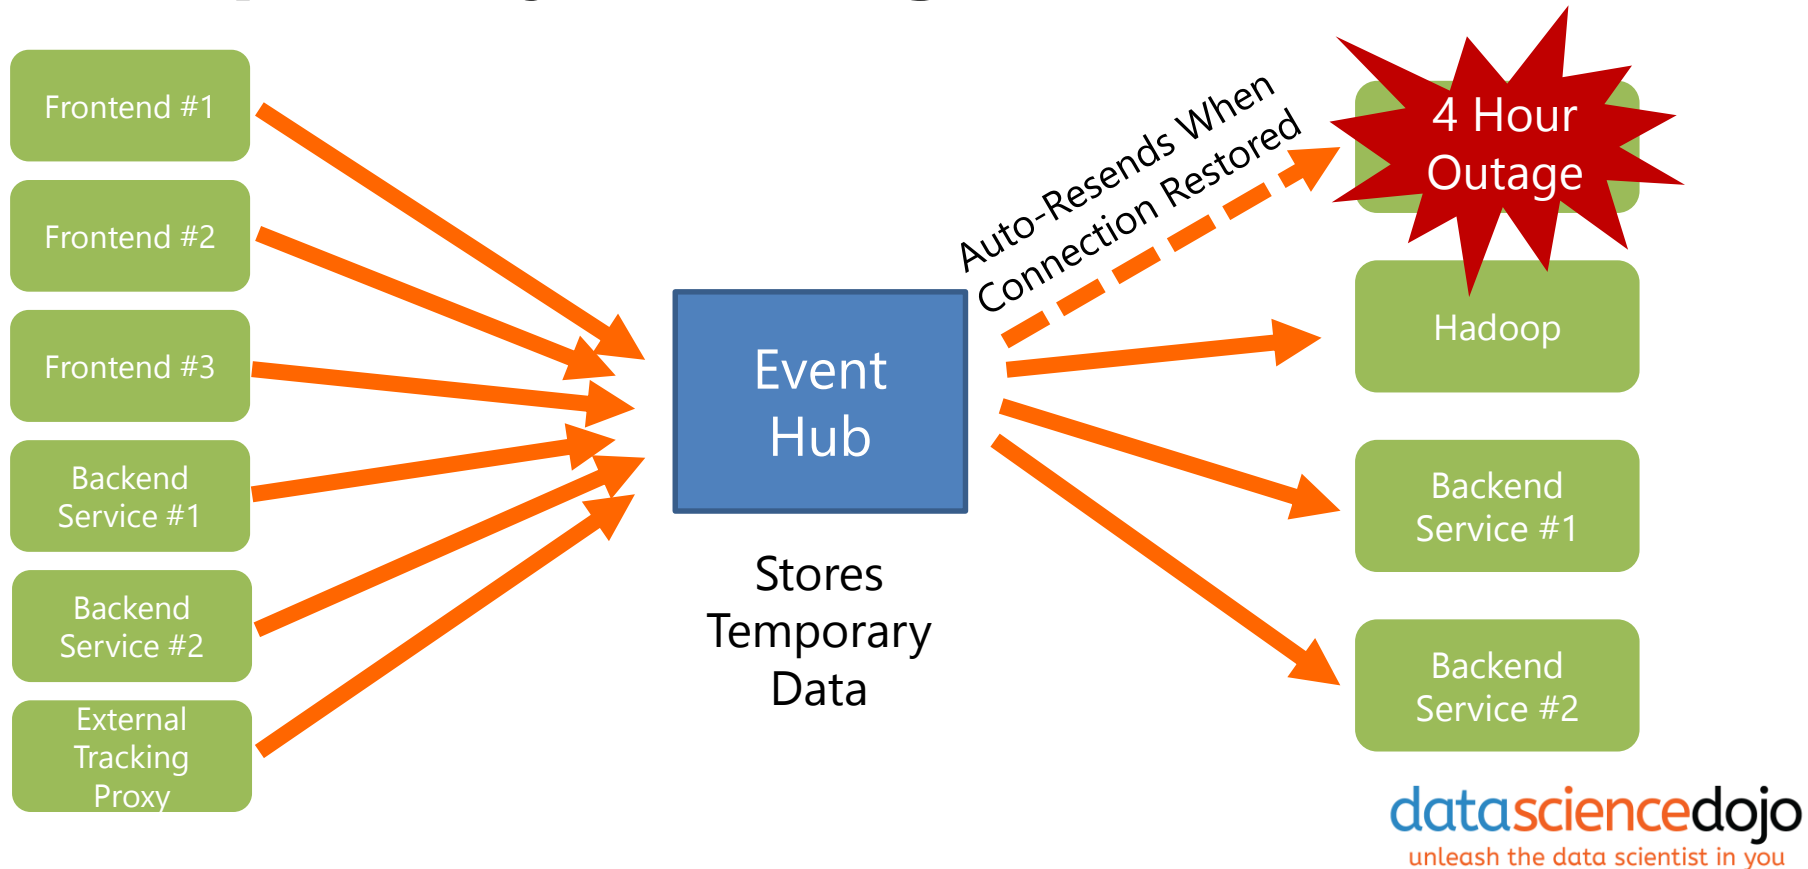 Frontend #1
Frontend #2
Frontend #3
Backend
Service #1
Backend
Service #2
External
Tracking
Proxy
Event
Hub
Stores
Temporary
Data
Auto-Resends When
Connection Restored
4 Hour
Outage
Hadoop
Backend
Service #1
Backend
Service #2
datasciencedojo
unleash the data scientist in you